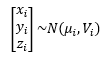 [x_i
y_i
z_i] ~N(μ_i, V_i)